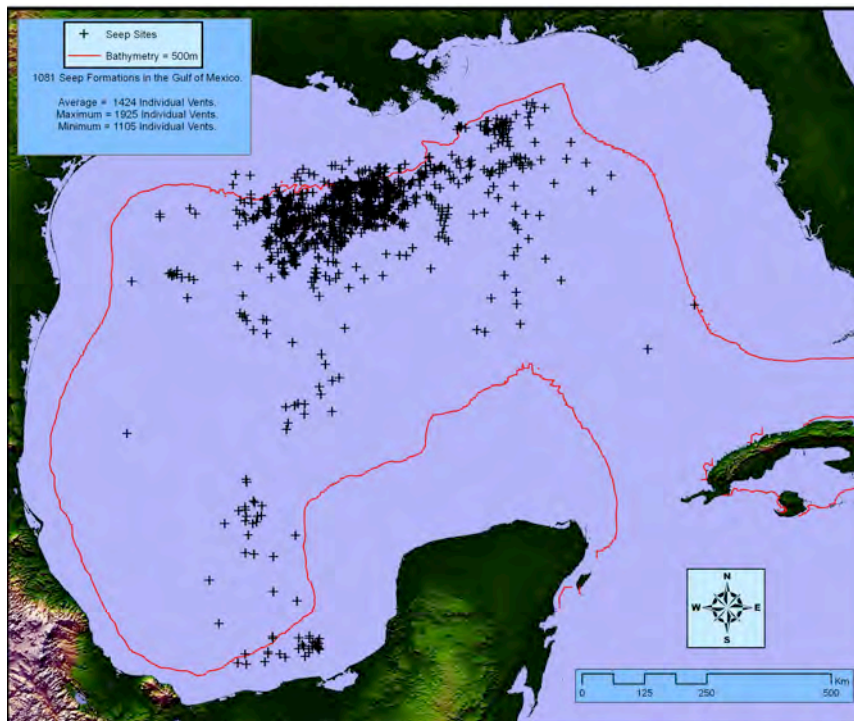 Seep Sites
Bathymetry = 500m
1081 Seep Formations in the Gulf of Mexico.
Average = 1424 Individual Vents.
Maximum = 1925 Individual Vents.
Minimum = 1105 Individual Vents.
N
W E
S
Km
0 125 250 500